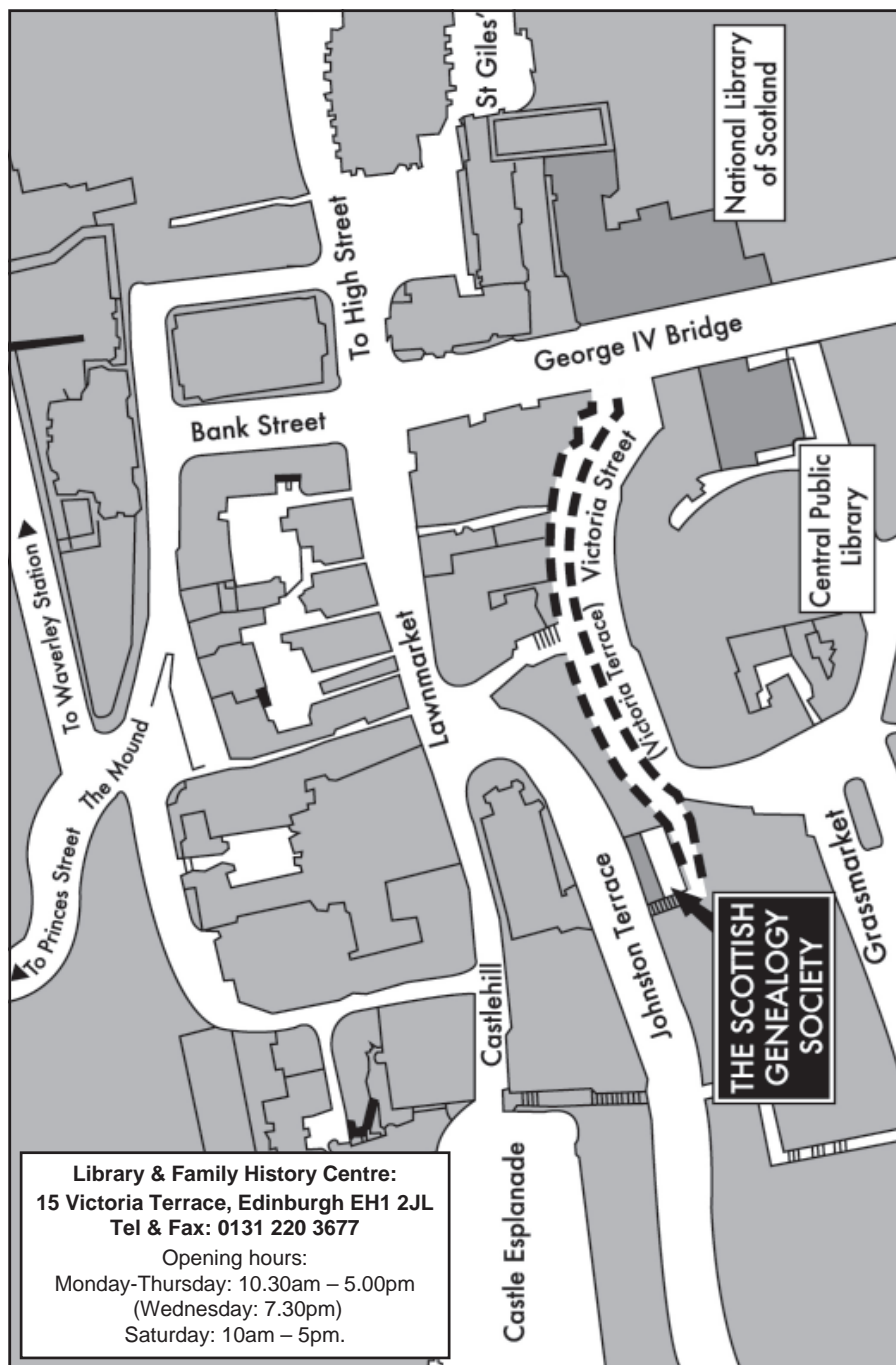 St Giles'
National Library
of Scotland
To High Street
George IV Bridge
Bank Street
Victoria Street
(Victoria Terrace)
Central Public
Library
To Waverley Station
Lawnmarket
The Mound
To Princes Street
Johnston Terrace
Grassmarket
Castlehill
THE SCOTTISH
GENEALOGY
SOCIETY
Castle Esplanade
Library & Family History Centre:
15 Victoria Terrace, Edinburgh EH1 2JL
Tel & Fax: 0131 220 3677
Opening hours:
Monday-Thursday: 10.30am – 5.00pm
(Wednesday: 7.30pm)
Saturday: 10am – 5pm.